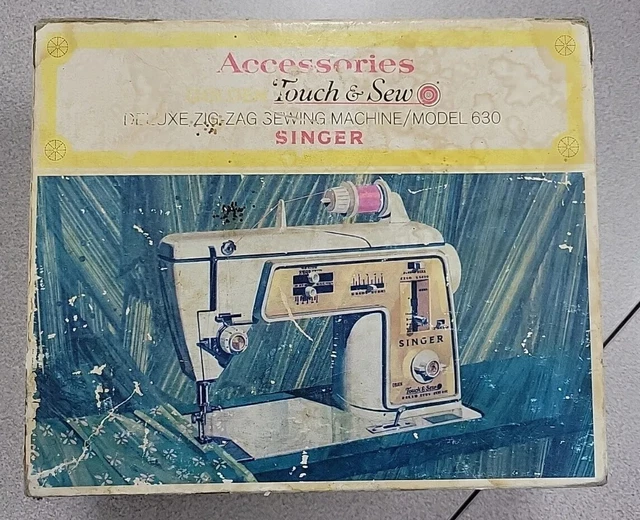 Accessories
Touch & Sew
DELUXE ZIG-ZAG SEWING MACHINE/MODEL 630
SINGER
SINGER
Touch & Sew